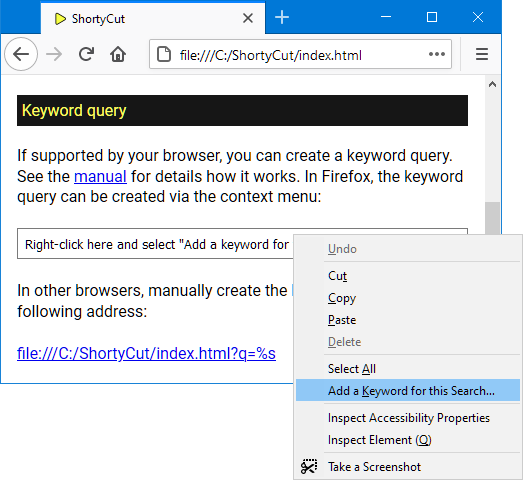 ShortyCut
file:///C:/ShortyCut/index.html
Keyword query
If supported by your browser, you can create a keyword query.
See the manual for details how it works. In Firefox, the keyword
query can be created via the context menu:
Right-click here and select "Add a keyword for
In other browsers, manually create the
following address:
file:///C:/ShortyCut/index.html?q=%s
Undo
Cut
Copy
Paste
Delete
Select All
Add a Keyword for this Search...
Inspect Accessibility Properties
Inspect Element (Q)
Take a Screenshot